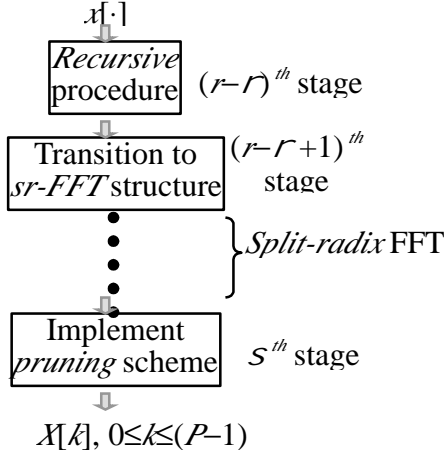 x[·]
Recursive
procedure
(r−r)th stage
Transition to
sr-FFT structure
(r−r+1)th
stage
Split-radix FFT
Implement
pruning scheme
sth stage
X[k], 0≤k≤(P−1)